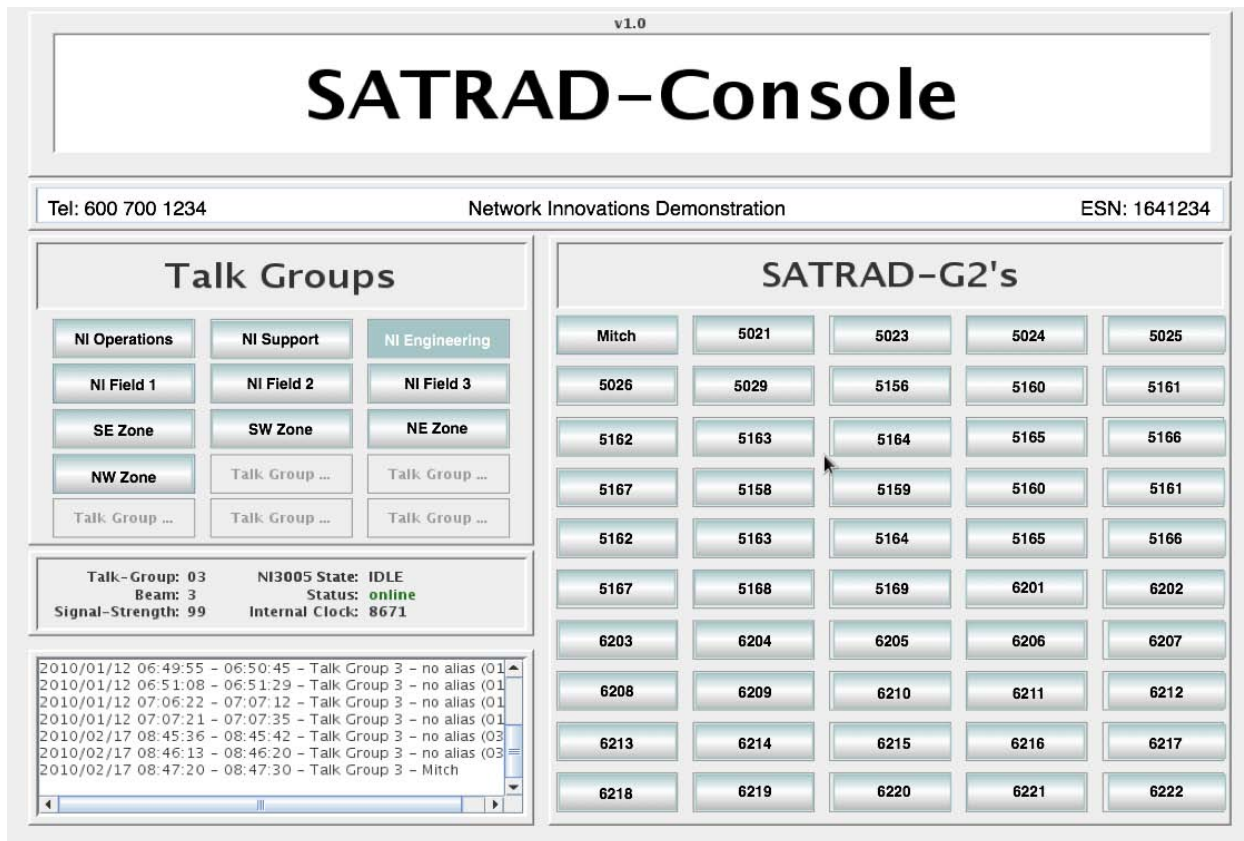 v1.0
SATRAD-Console
Tel: 600 700 1234 Network Innovations Demonstration ESN: 1641234
Talk Groups
NI Operations NI Support NI Engineering
NI Field 1 NI Field 2 NI Field 3
SE Zone SW Zone NE Zone
NW Zone Talk Group ... Talk Group ...
Talk Group ... Talk Group ... Talk Group ...
Talk-Group: 03 NI3005 State: IDLE
Beam: 3 Status: online
Signal-Strength: 99 Internal Clock: 8671
2010/01/12 06:49:55 - 06:50:45 - Talk Group 3 - no alias (01
2010/01/12 06:51:08 - 06:51:29 - Talk Group 3 - no alias (01
2010/01/12 07:06:22 - 07:07:12 - Talk Group 3 - no alias (01
2010/01/12 07:07:21 - 07:07:35 - Talk Group 3 - no alias (01
2010/02/17 08:45:36 - 08:45:42 - Talk Group 3 - no alias (03
2010/02/17 08:46:13 - 08:46:20 - Talk Group 3 - no alias (03
2010/02/17 08:47:20 - 08:47:30 - Talk Group 3 - Mitch
SATRAD-G2's
Mitch 5021 5023 5024 5025
5026 5029 5156 5160 5161
5162 5163 5164 5165 5166
5167 5158 5159 5160 5161
5162 5163 5164 5165 5166
5167 5168 5169 6201 6202
6203 6204 6205 6206 6207
6208 6209 6210 6211 6212
6213 6214 6215 6216 6217
6218 6219 6220 6221 6222